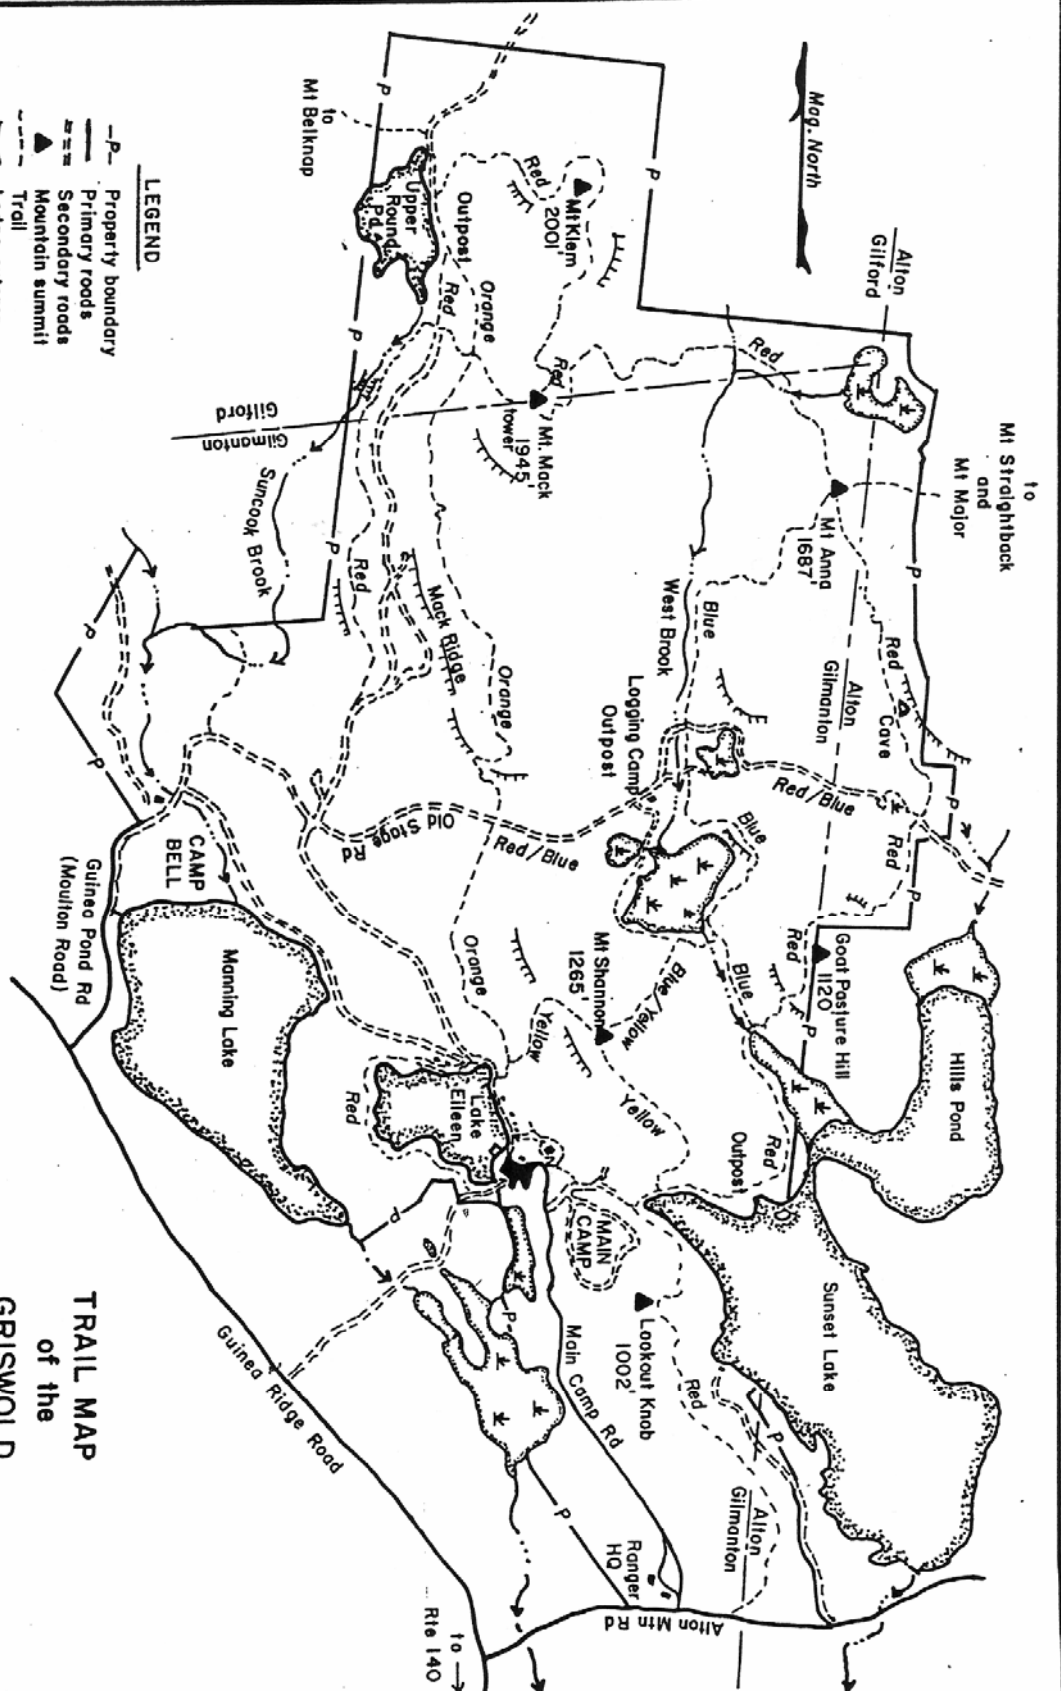 Mag. North
Alton
Gilford
to
Mt Straightback
and
Mt Major
to
Mt Belknap
P
P
Red
Mt Klem
2001'
Upper
Round
Pd
Outpost
Red
Orange
Red
Red
Mt. Mack
1945'
tower
Mt Anna
1687'
Gilford
Gilmanton
Suncook Brook
P
P
P
Red
Mack Ridge
Orange
West Brook
Blue
Alton
Gilmanton
Red
Cave
Logging Camp
Outpost
Red/Blue
Blue
Red
P
P
Old Stage
Rd
Red/Blue
P
P
CAMP
BELL
Guinea Pond Rd
(Moulton Road)
Manning Lake
Orange
Mt Shannon
1265'
Blue/Yellow
Blue
Red
Goat Pasture Hill
1120
P
Hills Pond
Yellow
Yellow
Lake
Eileen
Red
Red
Outpost
MAIN
CAMP
P
P
Sunset Lake
Lookout Knob
1002'
Red
Main Camp Rd
P
Guinea Ridge Road
Alton
Gilmanton
P
Ranger
HQ
Alton Mtn Rd
to
Rte 140
LEGEND
-P- Property boundary
Primary roads
Secondary roads
Mountain summit
Trail
TRAIL MAP
of the
GRISWOLD